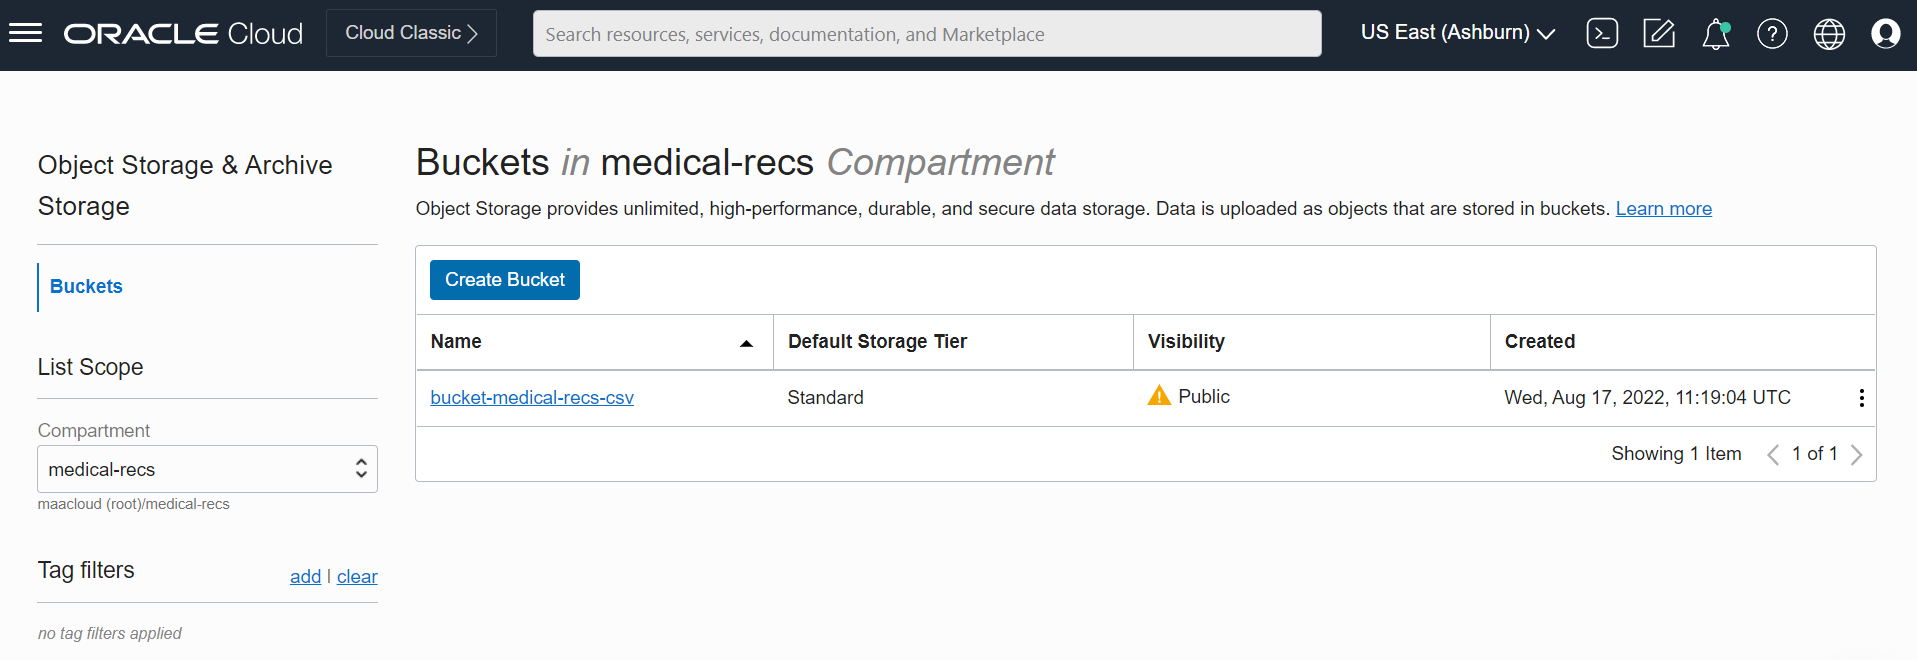 ORACLE Cloud
Cloud Classic
Search resources, services, documentation, and Marketplace
US East (Ashburn)
Object Storage & Archive
Storage
Buckets
List Scope
Compartment
medical-recs
maacloud (root)/medical-recs
Tag filters
add | clear
no tag filters applied
Buckets in medical-recs Compartment
Object Storage provides unlimited, high-performance, durable, and secure data storage. Data is uploaded as objects that are stored in buckets. Learn more
Create Bucket
Name Default Storage Tier Visibility Created
bucket-medical-recs-csv Standard Public Wed, Aug 17, 2022, 11:19:04 UTC
Showing 1 Item 1 of 1